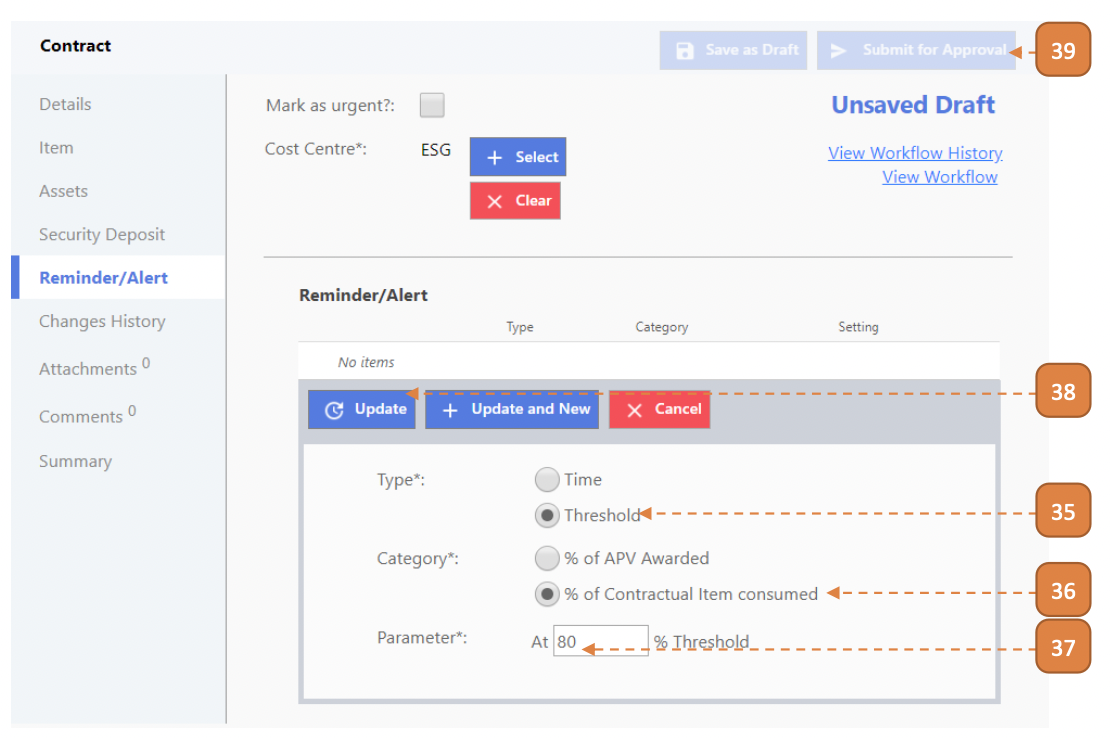 Contract
Save as Draft
Submit for Approval
39
Details
Item
Assets
Security Deposit
Reminder/Alert
Changes History
Attachments 0
Comments 0
Summary
Mark as urgent?:
Unsaved Draft
Cost Centre*: ESG + Select
View Workflow History
View Workflow
Clear
Reminder/Alert
Type Category Setting
No items
38
Update + Update and New Cancel
Type*: Time
Threshold
35
Category*: % of APV Awarded
% of Contractual Item consumed
36
Parameter*: At 80 % Threshold
37